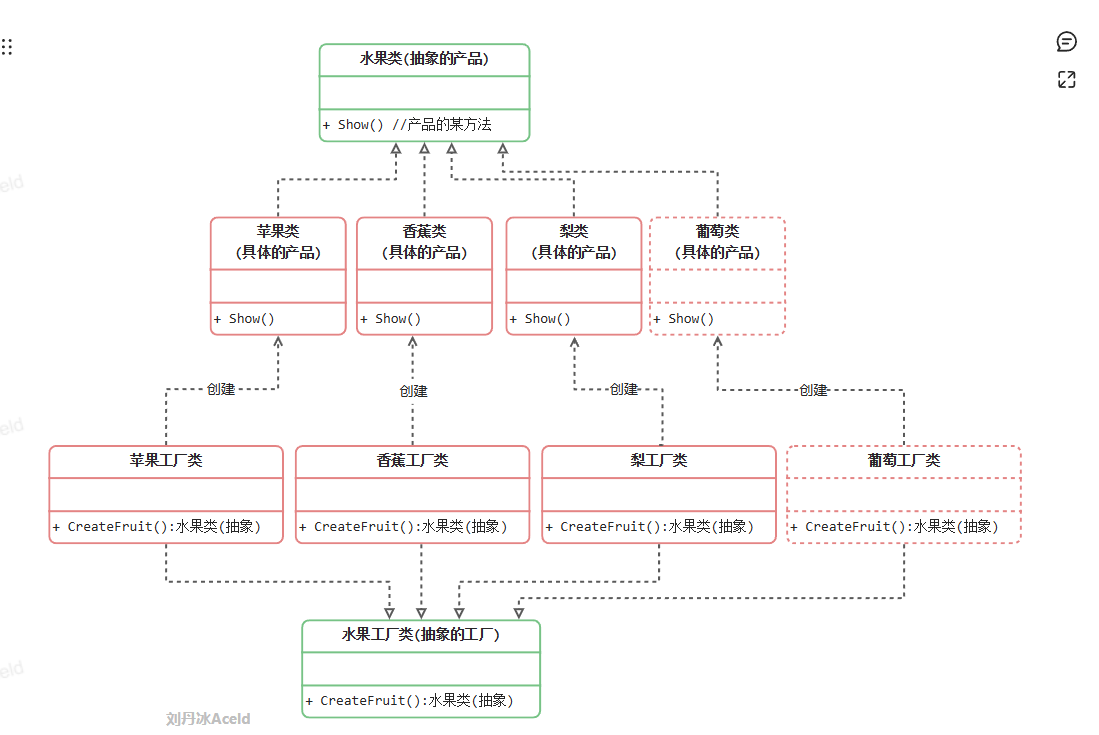 水果类(抽象的产品)
+ Show() //产品的某方法
eld
苹果类
(具体的产品)
香蕉类
(具体的产品)
梨类
(具体的产品)
葡萄类
(具体的产品)
+ Show()
+ Show()
+ Show()
+ Show()
创建
创建
创建
创建
eld
苹果工厂类
香蕉工厂类
梨工厂类
葡萄工厂类
+ CreateFruit():水果类(抽象)
+ CreateFruit():水果类(抽象)
+ CreateFruit():水果类(抽象)
+ CreateFruit():水果类(抽象)
水果工厂类(抽象的工厂)
eld
+ CreateFruit():水果类(抽象)
刘丹冰Aceld